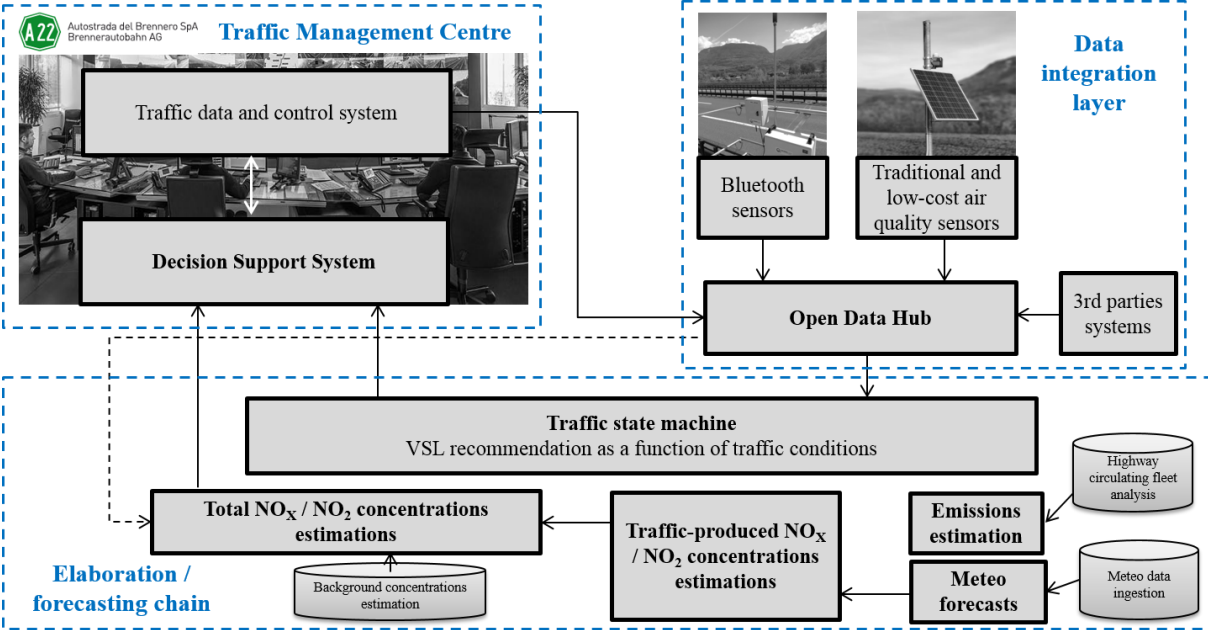 A22
Autostrada del Brennero SpA
Brennerautobahn AG
Traffic Management Centre
Traffic data and control system
Decision Support System
Data
integration
layer
Bluetooth
sensors
Traditional and
low-cost air
quality sensors
Open Data Hub
3rd parties
systems
Traffic state machine
VSL recommendation as a function of traffic conditions
Highway
circulating fleet
analysis
Total NOX / NO2 concentrations
estimations
Traffic-produced NOX
/ NO2 concentrations
estimations
Emissions
estimation
Meteo
forecasts
Meteo data
ingestion
Background concentrations
estimation
Elaboration /
forecasting chain